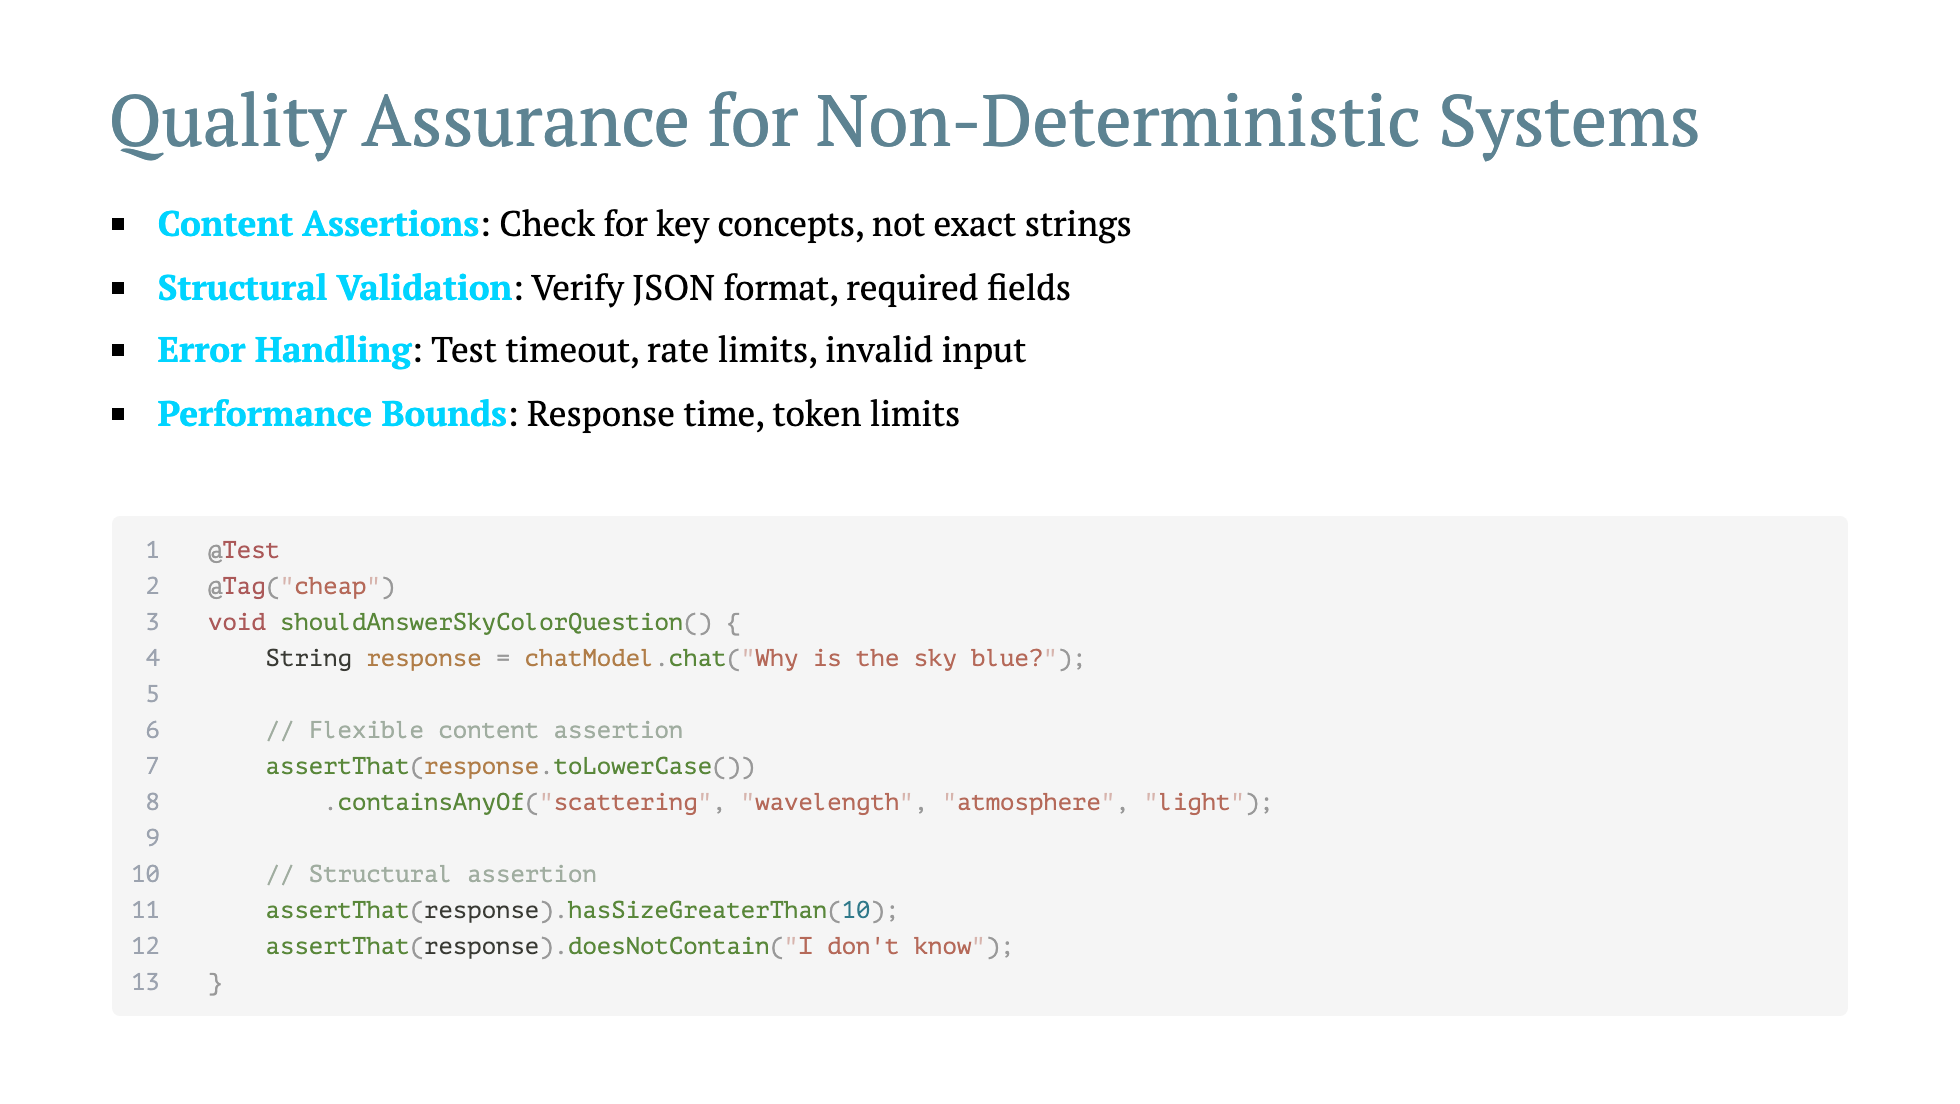 Quality Assurance for Non-Deterministic Systems
▪ Content Assertions: Check for key concepts, not exact strings
▪ Structural Validation: Verify JSON format, required fields
▪ Error Handling: Test timeout, rate limits, invalid input
▪ Performance Bounds: Response time, token limits
1 @Test
2 @Tag("cheap")
3 void shouldAnswerSkyColorQuestion() {
4     String response = chatModel.chat("Why is the sky blue?");
5
6     // Flexible content assertion
7     assertThat(response.toLowerCase())
8         .containsAnyOf("scattering", "wavelength", "atmosphere", "light");
9
10     // Structural assertion
11     assertThat(response).hasSizeGreaterThan(10);
12     assertThat(response).doesNotContain("I don't know");
13 }